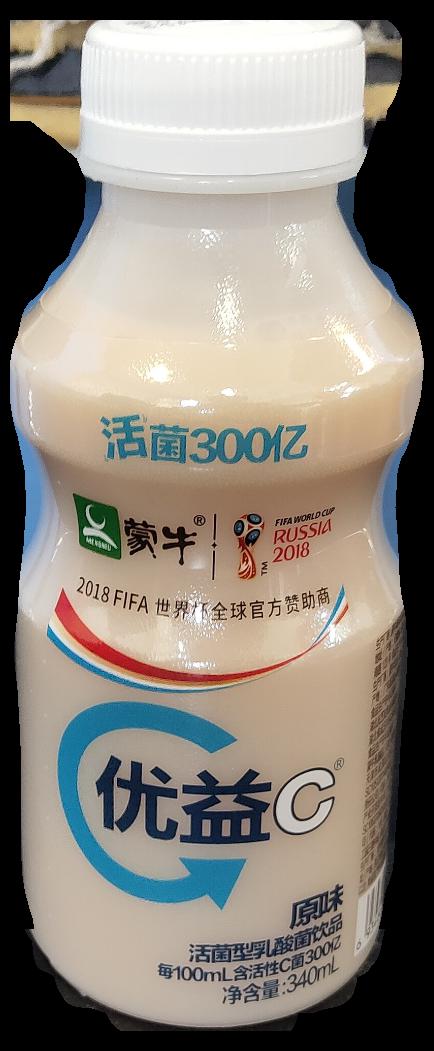 活菌300亿
MENGNIU 蒙牛® FIFA WORLD CUP
RUSSIA
2018
TM
2018 FIFA 世界杯全球官方赞助商
优益C®
原味
活菌型乳酸菌饮品
每100mL含活性C菌300亿
净含量:340mL